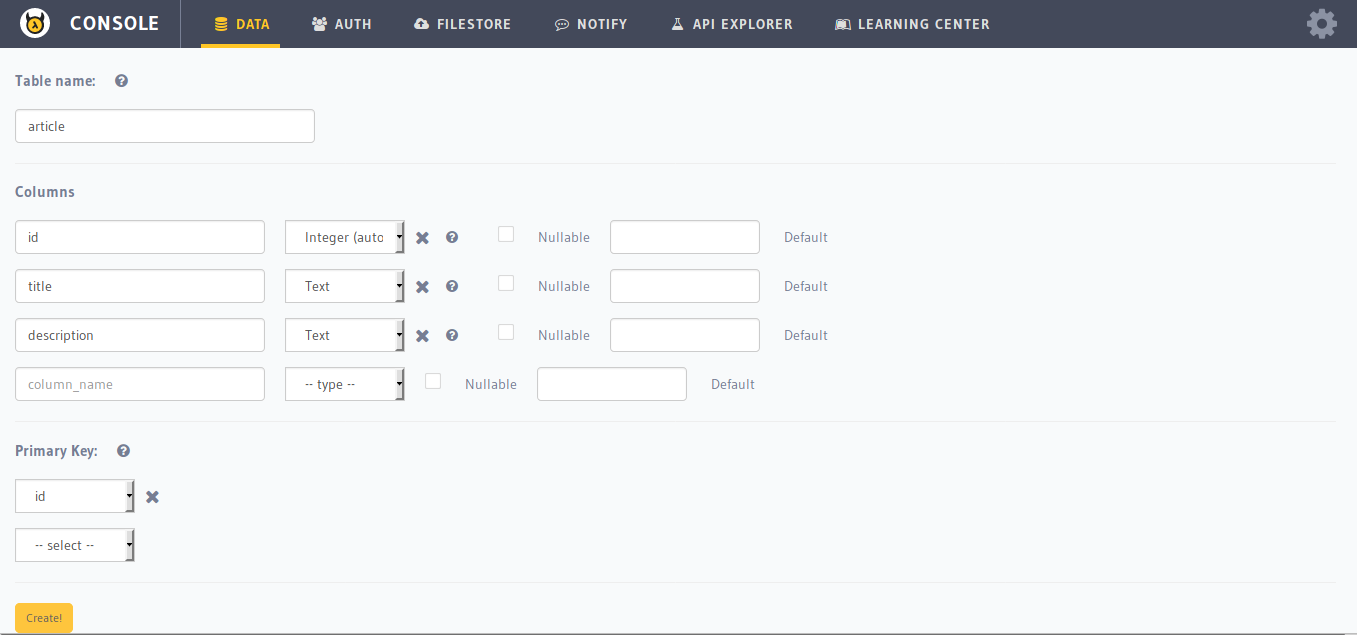 CONSOLE DATA AUTH FILESTORE NOTIFY API EXPLORER LEARNING CENTER
Table name:
article
Columns
id Integer (auto Nullable Default
title Text Nullable Default
description Text Nullable Default
column_name -- type -- Nullable Default
Primary Key:
id
-- select --
Create!